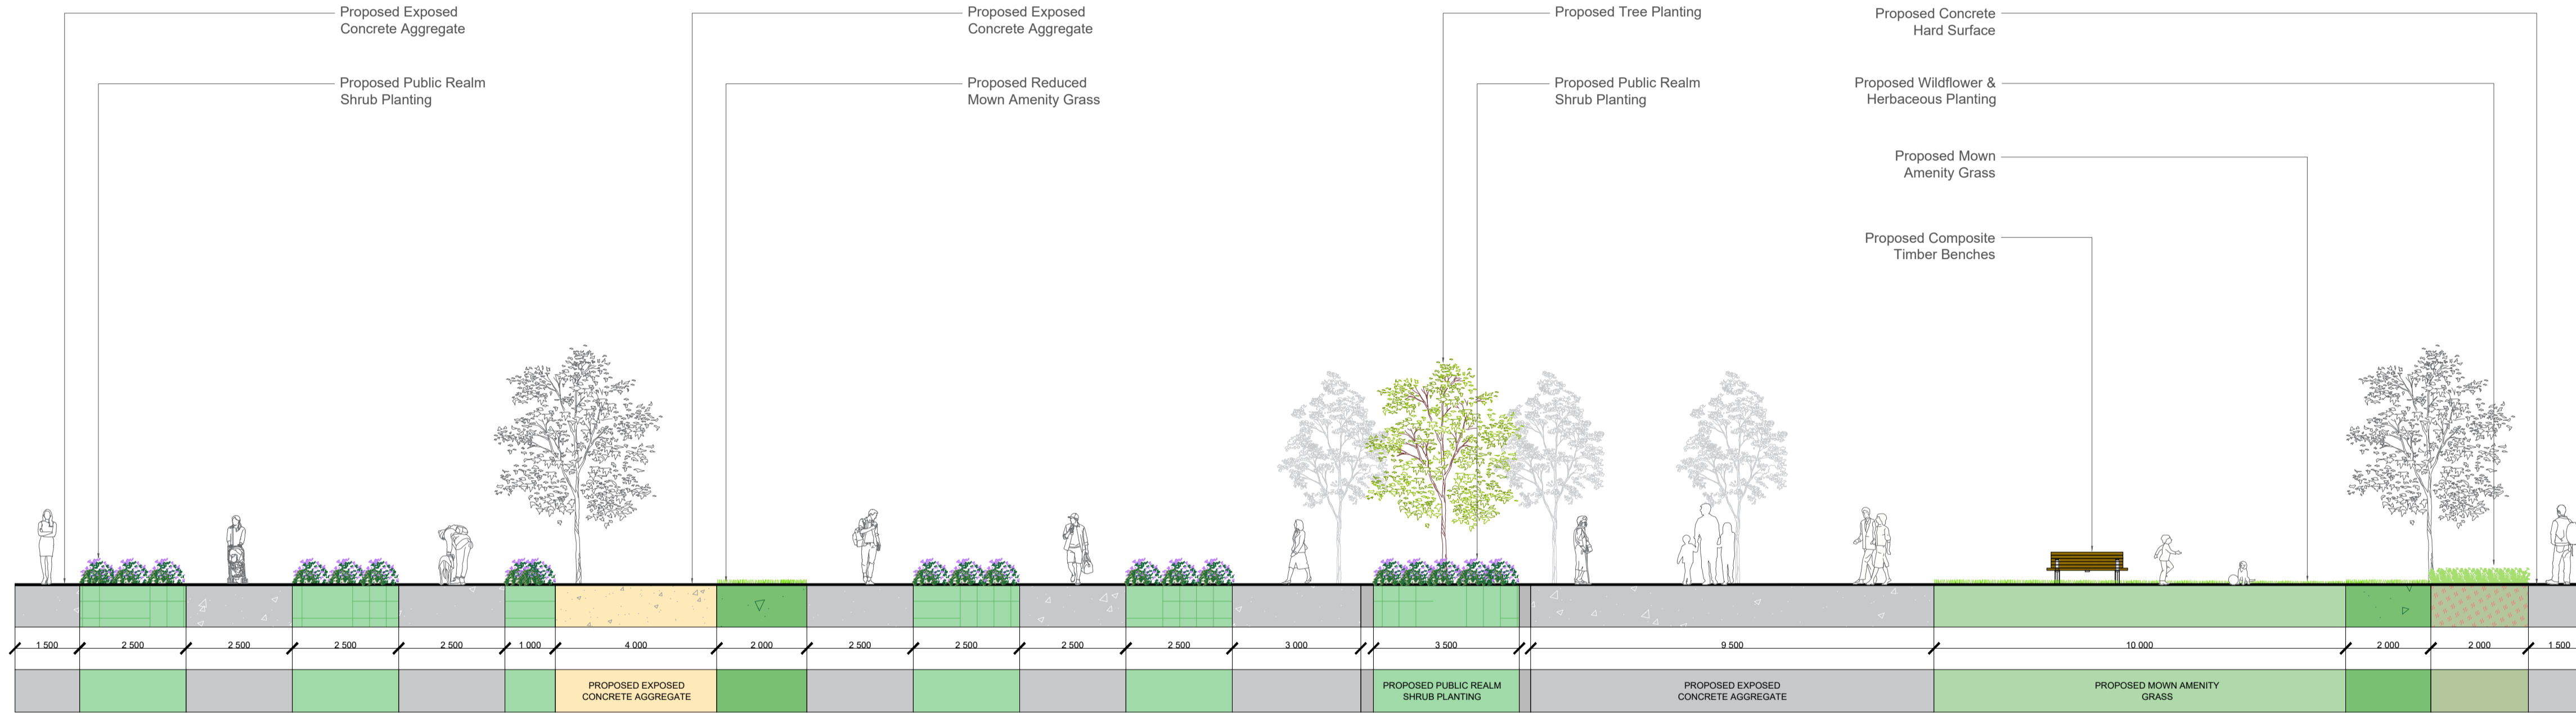 Proposed Exposed
Concrete Aggregate
Proposed Public Realm
Shrub Planting
Proposed Exposed
Concrete Aggregate
Proposed Reduced
Mown Amenity Grass
Proposed Tree Planting
Proposed Public Realm
Shrub Planting
Proposed Concrete
Hard Surface
Proposed Wildflower &
Herbaceous Planting
Proposed Mown
Amenity Grass
Proposed Composite
Timber Benches
1 500 2 500 2 500 2 500 2 500 1 000 4 000 2 000 2 500 2 500 2 500 2 500 3 000 3 500 9 500 10 000 2 000 2 000 1 500
PROPOSED EXPOSED
CONCRETE AGGREGATE
PROPOSED PUBLIC REALM
SHRUB PLANTING
PROPOSED EXPOSED
CONCRETE AGGREGATE
PROPOSED MOWN AMENITY
GRASS